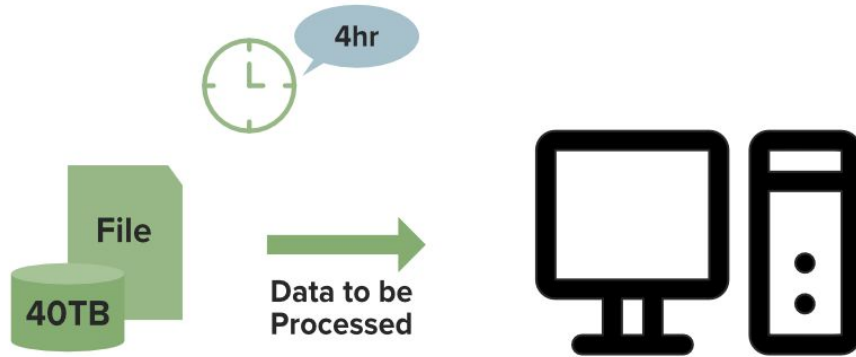 4hr
File
40TB
Data to be
Processed